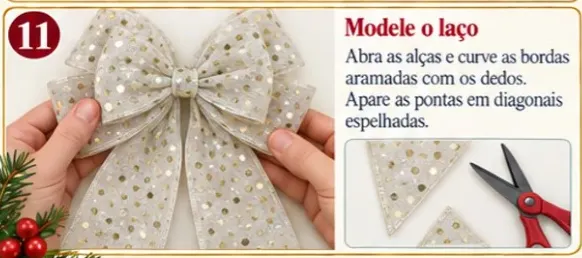 11
Modele o laço
Abra as alças e curve as bordas
aramadas com os dedos.
Apare as pontas em diagonais
espelhadas.